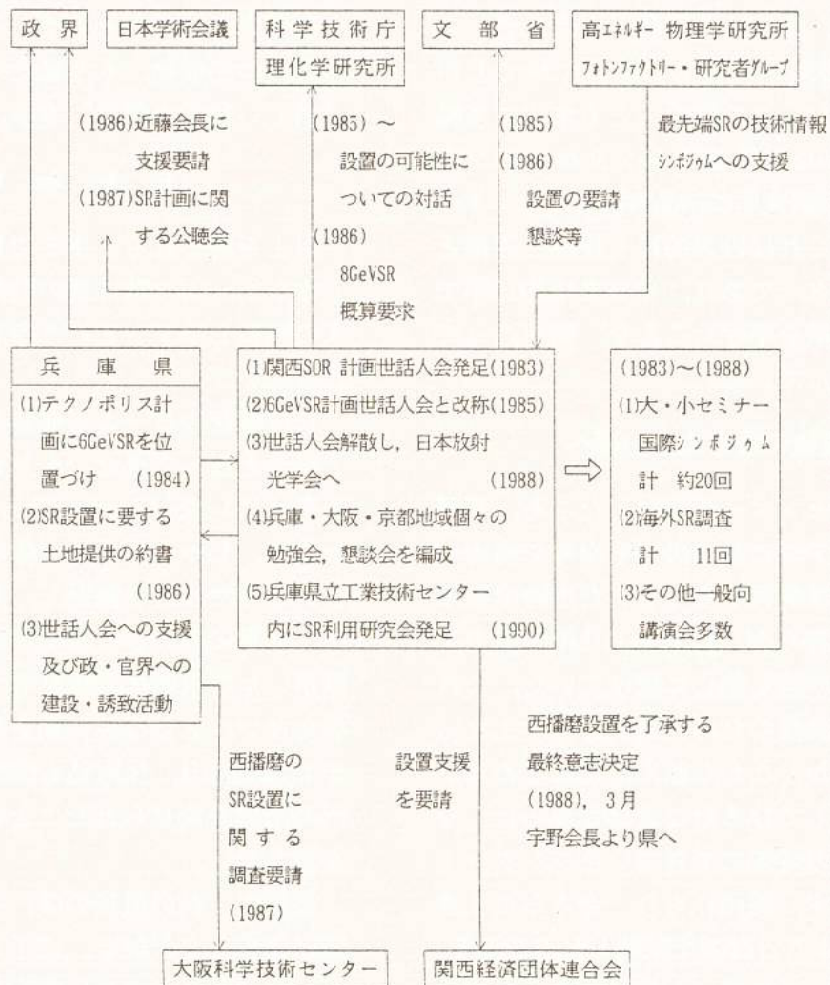 政界
日本学術会議
科学技術庁
理化学研究所
文部省
高エネルギー 物理学研究所
フォトンファクトリー・研究者グループ
(1986)近藤会長に
支援要請
(1987)SR計画に関
する公聴会
(1985) ～
設置の可能性に
ついての対話
(1986)
8GeVSR
概算要求
(1985)
(1986)
設置の要請
懇談等
最先端SRの技術情報
シンポジゥムへの支援
兵庫県
(1)テクノポリス計
画に6GeVSRを位
置づけ (1984)
(2)SR設置に要する
土地提供の約書
(1986)
(3)世話人会への支援
及び政・官界への
建設・誘致活動
(1)関西SOR 計画世話人会発足(1983)
(2)6GeVSR計画世話人会と改称(1985)
(3)世話人会解散し，日本放射
光学会へ (1988)
(4)兵庫・大阪・京都地域個々の
勉強会，懇談会を編成
(5)兵庫県立工業技術センター
内にSR利用研究会発足 (1990)
(1983)～(1988)
(1)大・小セミナー
国際シンポジゥム
計 約20回
(2)海外SR調査
計 11回
(3)その他一般向
講演会多数
西播磨の
SR設置に
関する
調査要請
(1987)
設置支援
を要請
西播磨設置を了承する
最終意志決定
(1988)，3月
宇野会長より県へ
大阪科学技術センター
関西経済団体連合会